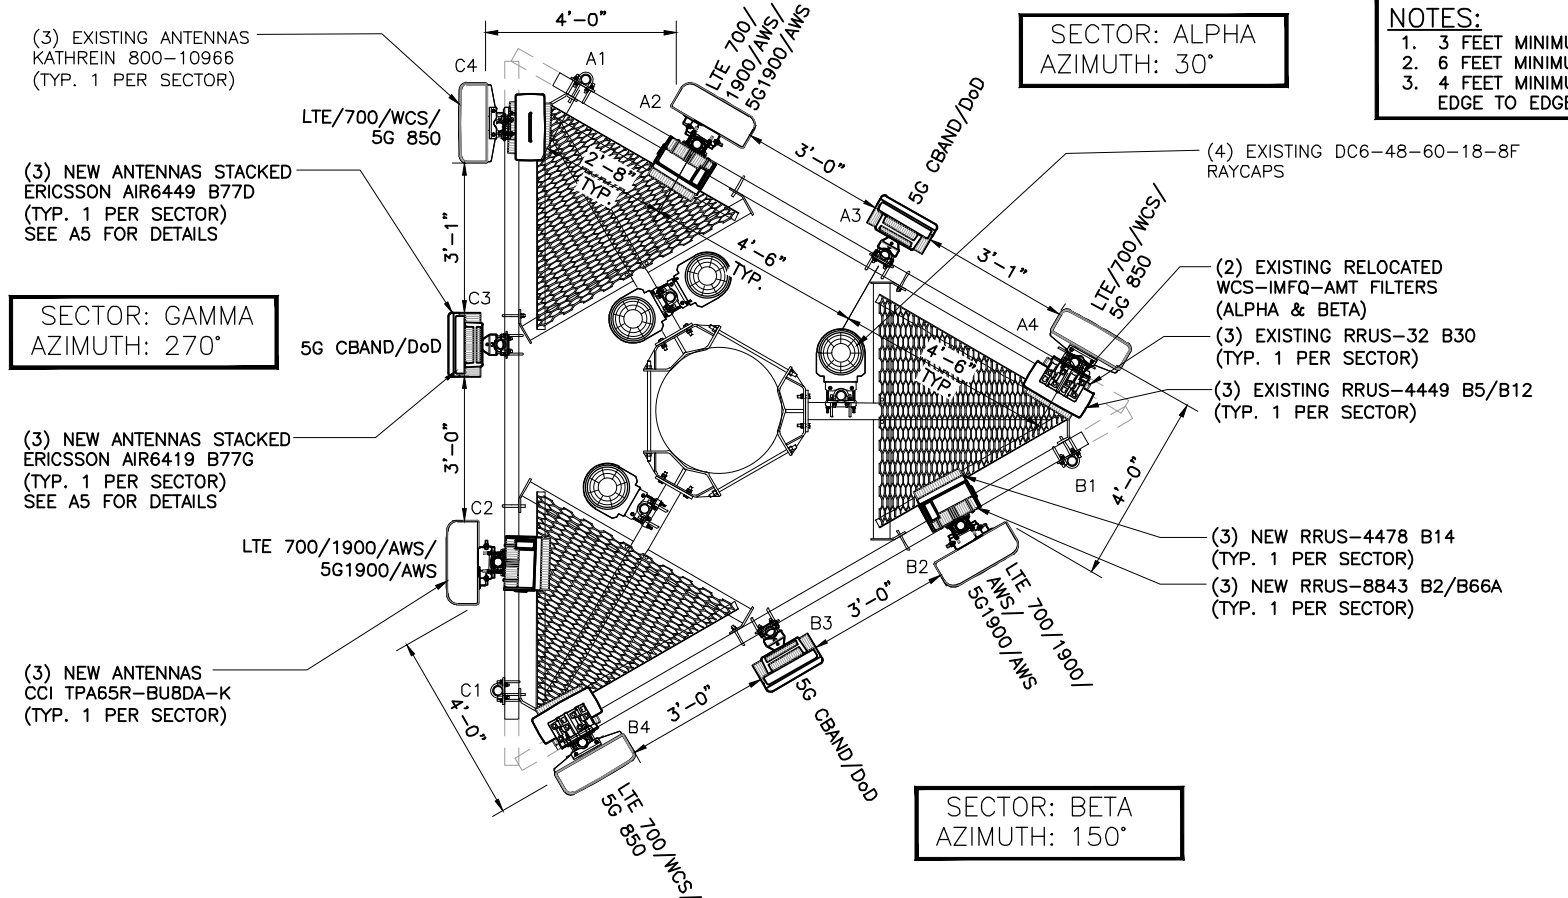 (3) EXISTING ANTENNAS
KATHREIN 800-10966
(TYP. 1 PER SECTOR)
(3) NEW ANTENNAS STACKED
ERICSSON AIR6449 B77D
(TYP. 1 PER SECTOR)
SEE A5 FOR DETAILS
SECTOR: GAMMA
AZIMUTH: 270°
(3) NEW ANTENNAS STACKED
ERICSSON AIR6419 B77G
(TYP. 1 PER SECTOR)
SEE A5 FOR DETAILS
(3) NEW ANTENNAS
CCI TPA65R-BU8DA-K
(TYP. 1 PER SECTOR)
4'-0"
C4
A1
LTE/700/WCS/
5G 850
3'-1"
C3
5G CBAND/DoD
3'-0"
C2
LTE 700/1900/AWS/
5G1900/AWS
C1
4'-0"
A2
LTE 700/
1900/AWS/
5G1900/AWS
2'-8"
TYP.
3'-0"
A3
5G CBAND/DoD
4'-6"
TYP.
3'-1"
A4
LTE/700/WCS/
5G 850
4'-6"
TYP.
B1
4'-0"
B2
LTE 700/1900/
AWS/
5G1900/AWS
3'-0"
B3
5G CBAND/DoD
3'-0"
B4
LTE 700/WCS/
5G 850
SECTOR: ALPHA
AZIMUTH: 30°
NOTES:
1. 3 FEET MINIMU
2. 6 FEET MINIMU
3. 4 FEET MINIMU
EDGE TO EDGE
(4) EXISTING DC6-48-60-18-8F
RAYCAPS
(2) EXISTING RELOCATED
WCS-IMFQ-AMT FILTERS
(ALPHA & BETA)
(3) EXISTING RRUS-32 B30
(TYP. 1 PER SECTOR)
(3) EXISTING RRUS-4449 B5/B12
(TYP. 1 PER SECTOR)
(3) NEW RRUS-4478 B14
(TYP. 1 PER SECTOR)
(3) NEW RRUS-8843 B2/B66A
(TYP. 1 PER SECTOR)
SECTOR: BETA
AZIMUTH: 150°